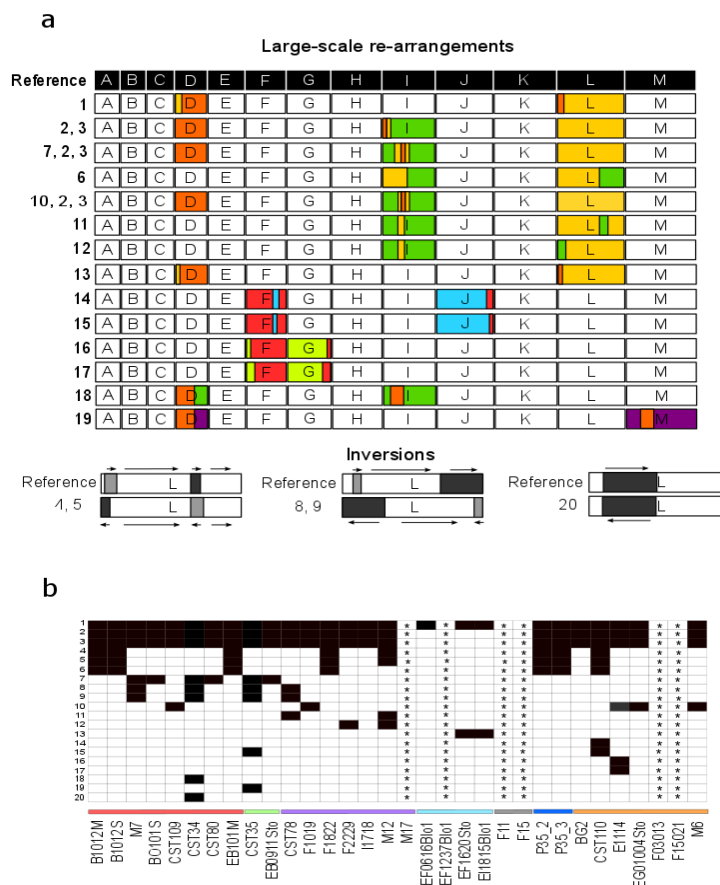 a
Large-scale re-arrangements
Reference A B C D E F G H I J K L M
1 A B C D E F G H I J K L M
2, 3 A B C D E F G H I J K L M
7, 2, 3 A B C D E F G H I J K L M
6 A B C D E F G H I J K L M
10, 2, 3 A B C D E F G H I J K L M
11 A B C D E F G H I J K L M
12 A B C D E F G H I J K L M
13 A B C D E F G H I J K L M
14 A B C D E F G H I J K L M
15 A B C D E F G H I J K L M
16 A B C D E F G H I J K L M
17 A B C D E F G H I J K L M
18 A B C D E F G H I J K L M
19 A B C D E F G H I J K L M
Inversions
Reference L Reference L Reference L
4, 5 8, 9 20 L
b
1 * * * * * *
2 * * * * * *
3 * * * * * *
4 * * * * * *
5 * * * * * *
6 * * * * * *
7 * * * * * *
8 * * * * * *
9 * * * * * *
10 * * * * * *
11 * * * * * *
12 * * * * * *
13 * * * * * *
14 * * * * * *
15 * * * * * *
16 * * * * * *
17 * * * * * *
18 * * * * * *
19 * * * * * *
20 * * * * * *
B1012M
B1012S
M7
BO101S
CST109
CST34
CST80
EB101M
CST35
EB0911Sto
CST78
F1019
F1822
F2229
I1718
M12
M17
EF0616Blo1
EF1237Blo1
EF1620Sto
EI1815Blo1
F11
F15
P35_2
P35_3
BG2
CST110
E1114
EG01004Sto
F03013
F15021
M6